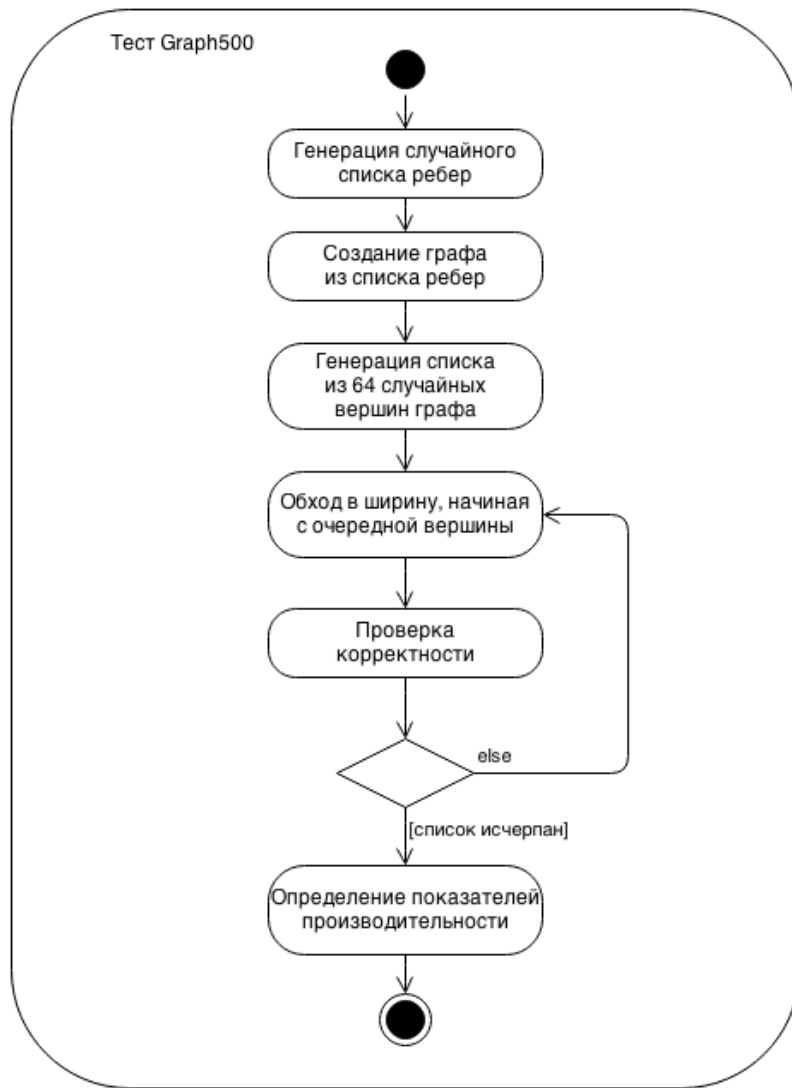 Тест Graph500
Генерация случайного
списка ребер
Создание графа
из списка ребер
Генерация списка
из 64 случайных
вершин графа
Обход в ширину, начиная
с очередной вершины
Проверка
корректности
else
[список исчерпан]
Определение показателей
производительности